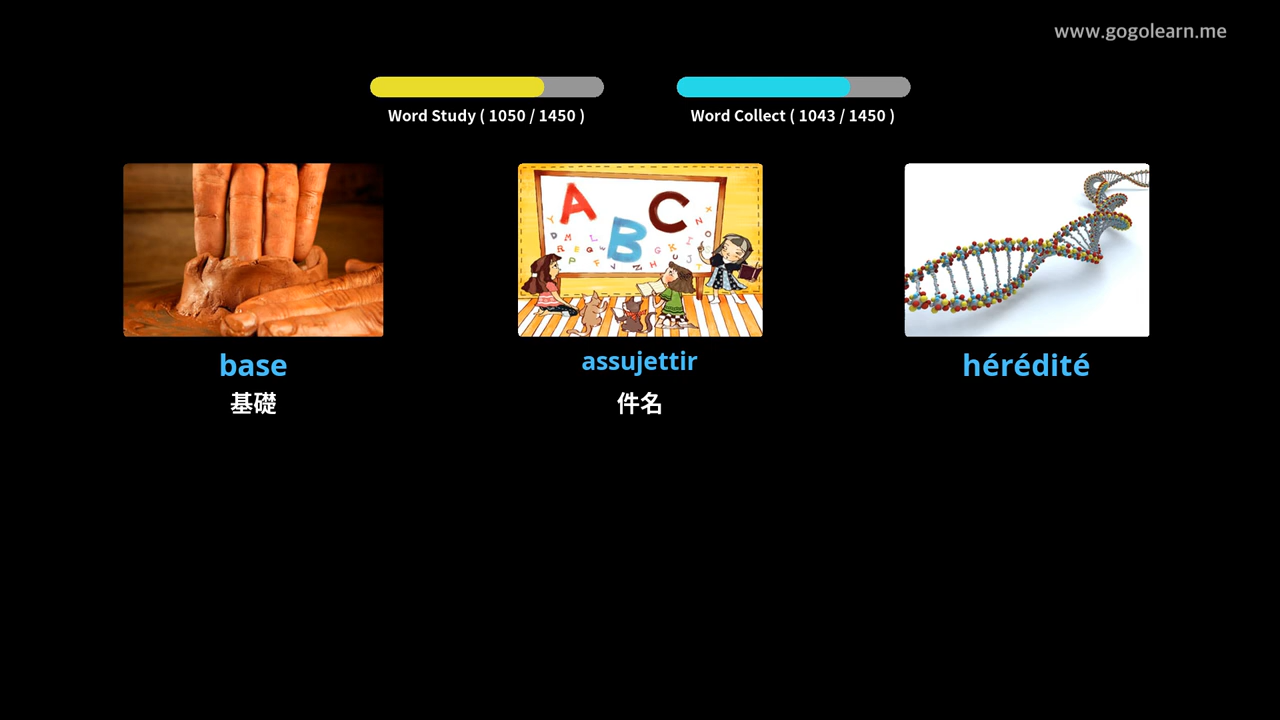 www.gogolearn.me
Word Study ( 1050 / 1450 )
Word Collect ( 1043 / 1450 )
A B C
base
assujettir
hérédité
基礎
件名